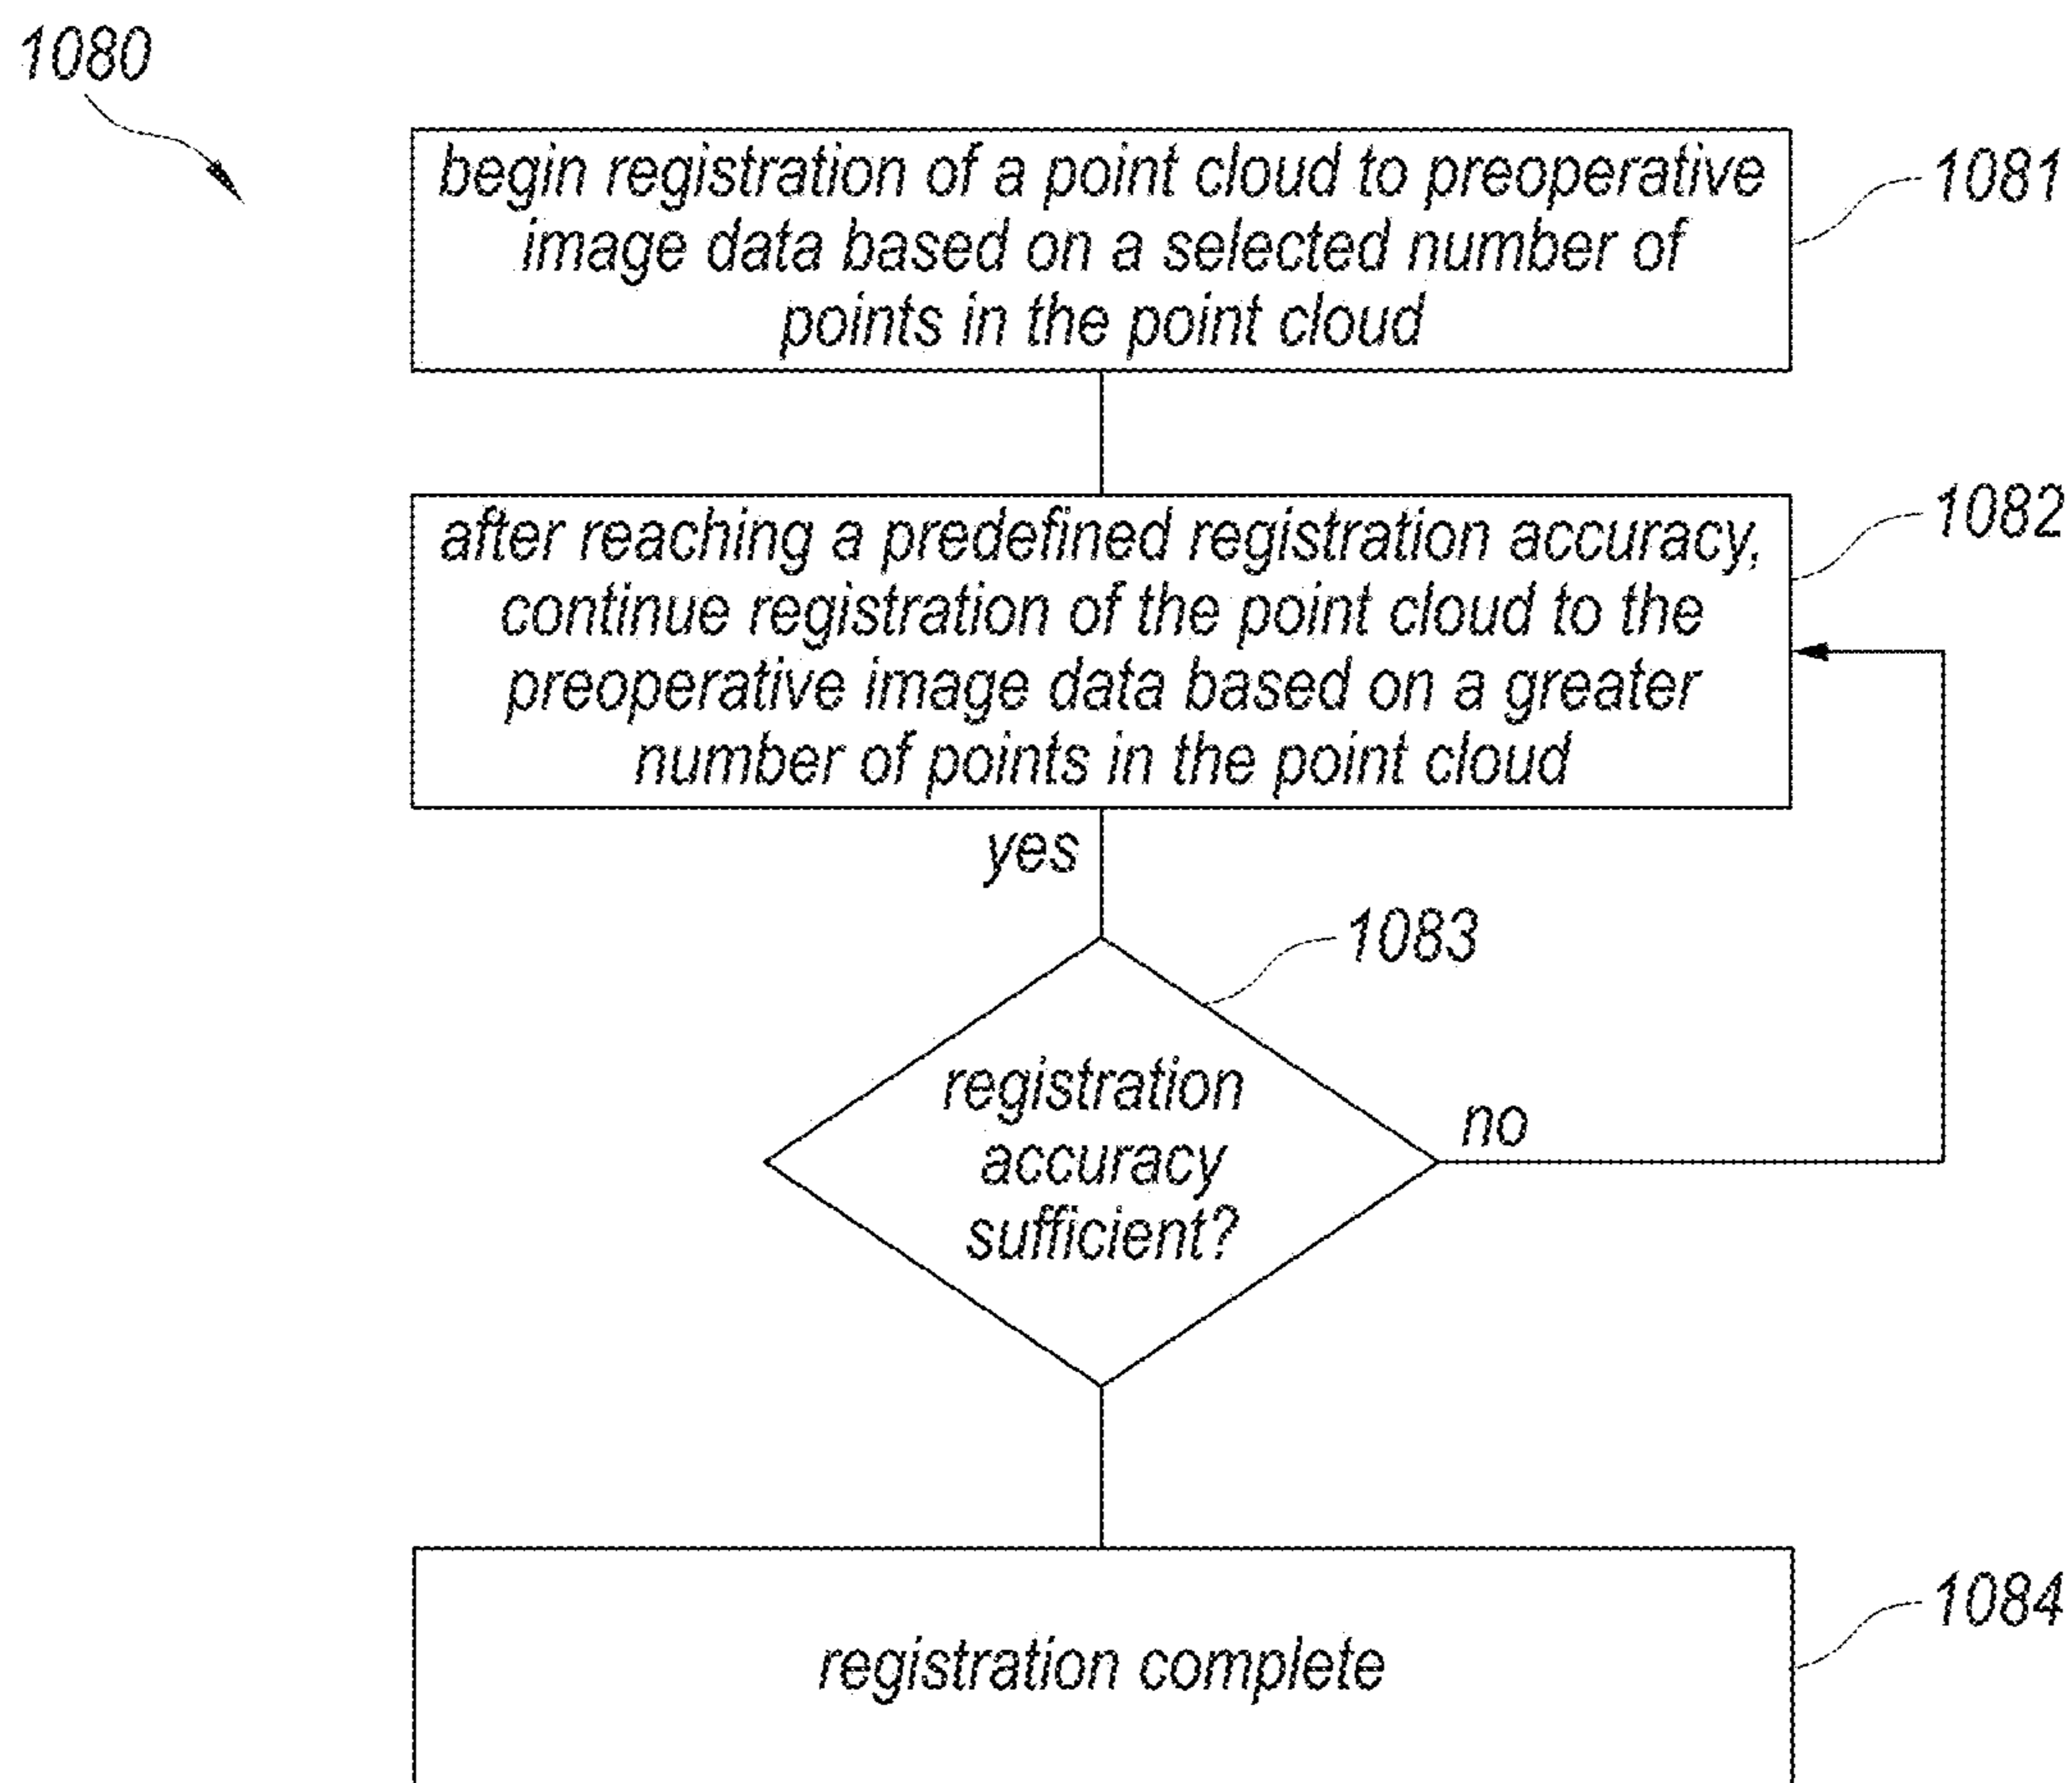 1080
begin registration of a point cloud to preoperative
image data based on a selected number of
points in the point cloud
1081
after reaching a predefined registration accuracy,
continue registration of the point cloud to the
preoperative image data based on a greater
number of points in the point cloud
1082
yes
1083
registration
accuracy
sufficient?
no
registration complete
1084